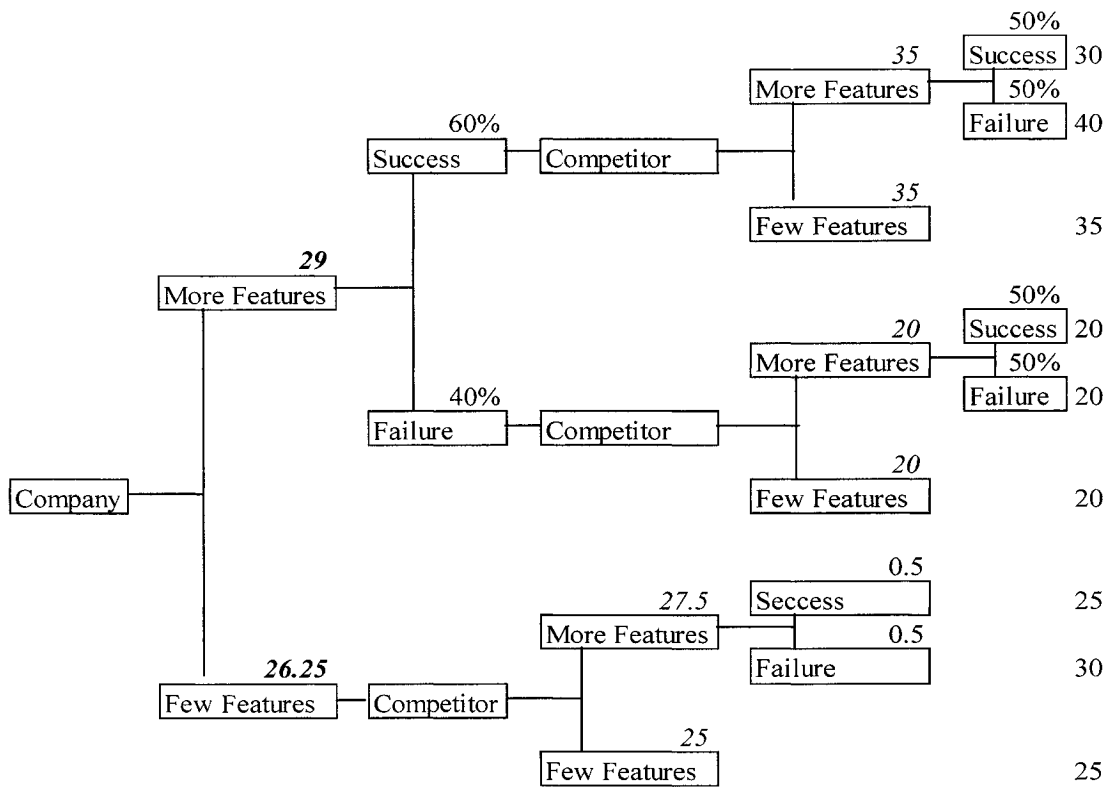 50%
35 Success 30
More Features 50%
60% Failure 40
Success Competitor
35
Few Features 35
29
More Features 50%
20 Success 20
More Features 50%
40% Failure 20
Failure Competitor
20
Company Few Features 20
0.5
27.5 Seccess 25
More Features 0.5
26.25 Failure 30
Few Features Competitor
25
Few Features 25